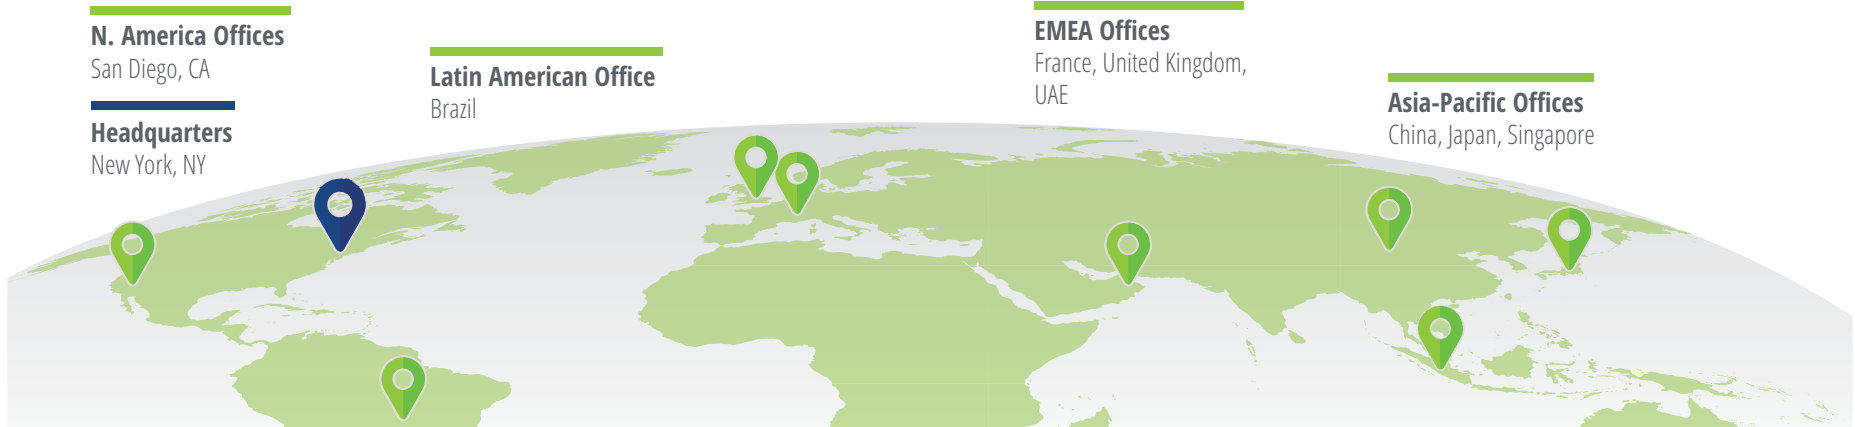 N. America Offices
San Diego, CA
Headquarters
New York, NY
Latin American Office
Brazil
EMEA Offices
France, United Kingdom,
UAE
Asia-Pacific Offices
China, Japan, Singapore